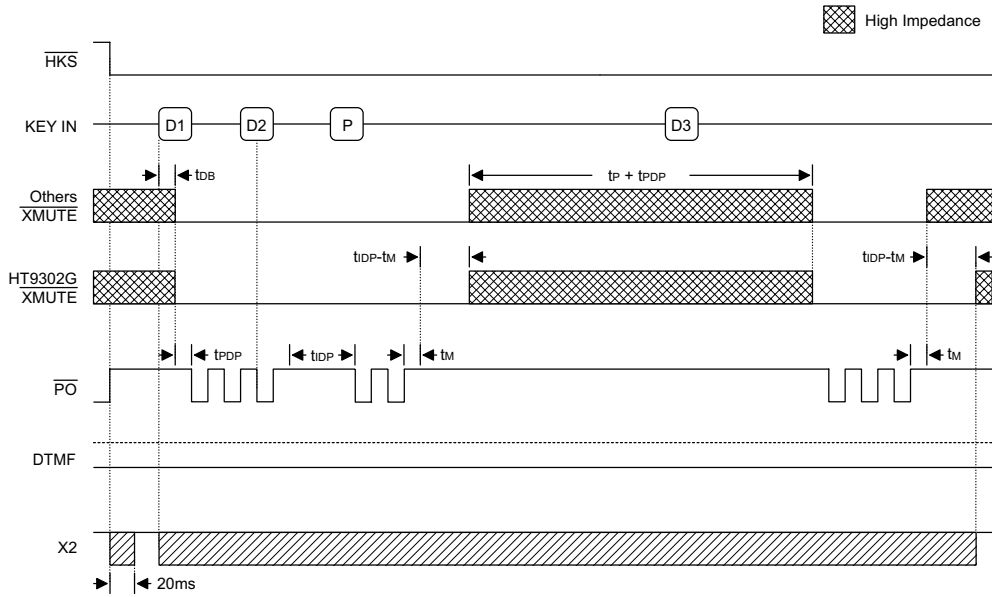 High Impedance
HKS
KEY IN
D1
D2
P
D3
tDB
tP + tPDP
Others
XMUTE
tIDP-tM
tIDP-tM
HT9302G
XMUTE
tPDP
tIDP
tM
tM
PO
DTMF
X2
20ms